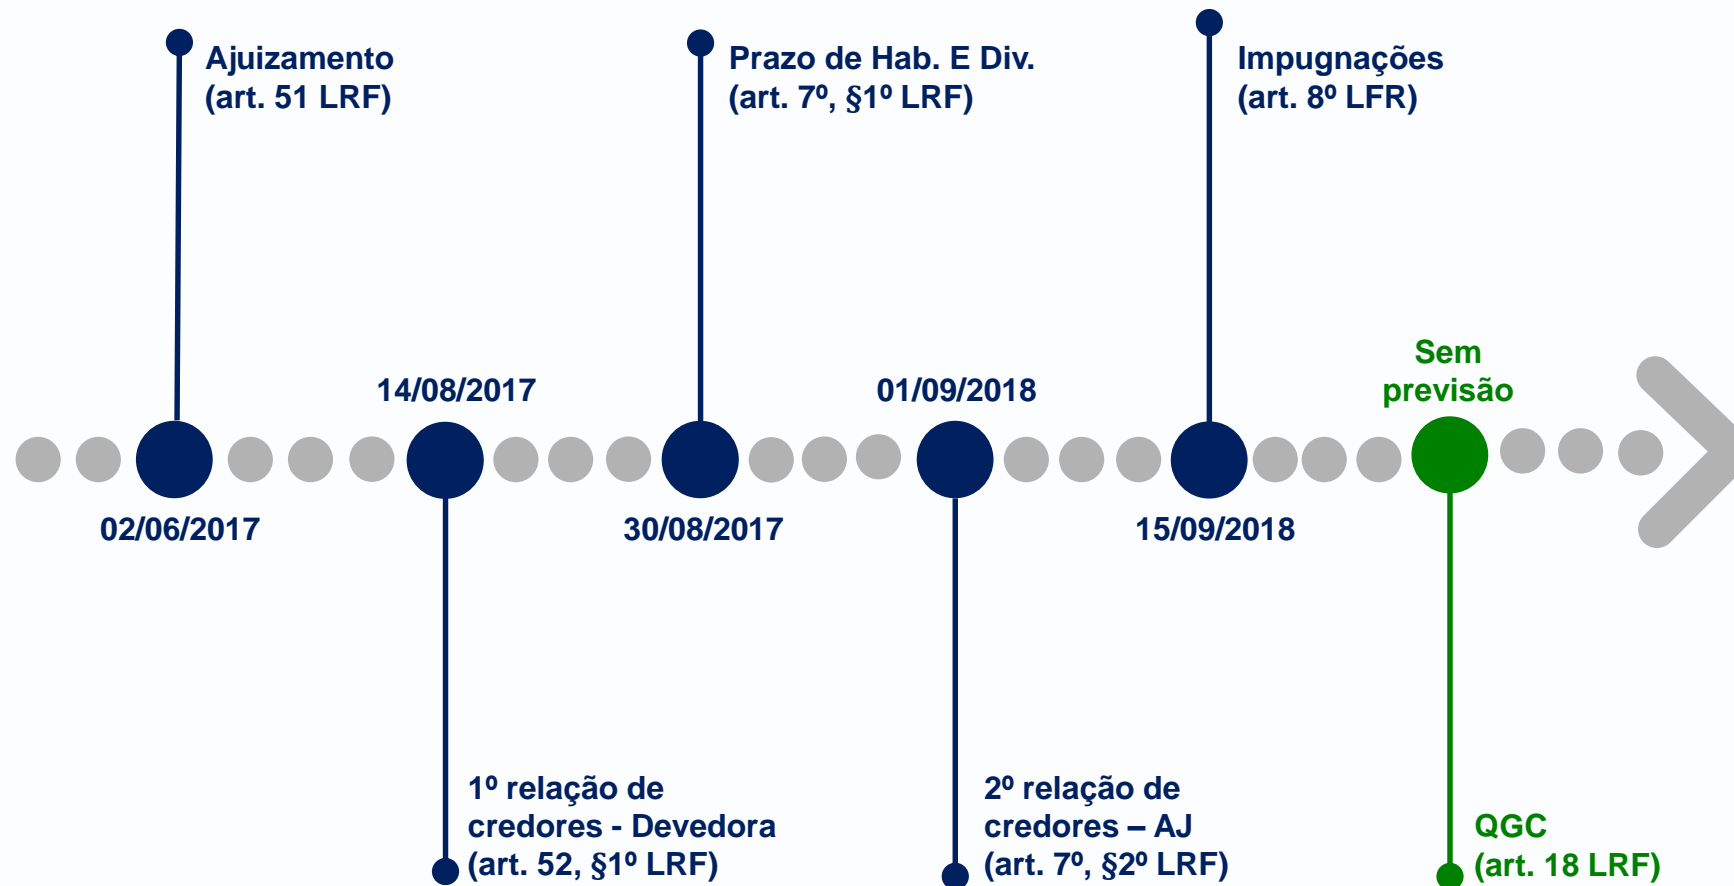 Ajuizamento
(art. 51 LRF)
02/06/2017
14/08/2017
1º relação de
credores - Devedora
(art. 52, §1º LRF)
Prazo de Hab. E Div.
(art. 7º, §1º LRF)
30/08/2017
01/09/2018
2º relação de
credores – AJ
(art. 7º, §2º LRF)
Impugnações
(art. 8º LFR)
15/09/2018
Sem
previsão
QGC
(art. 18 LRF)